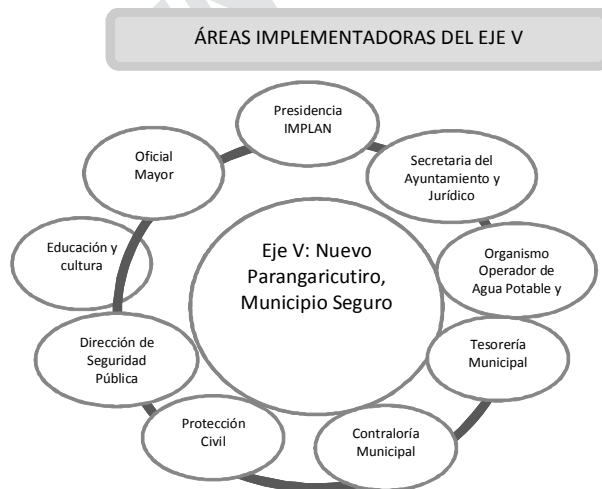 ÁREAS IMPLEMENTADORAS DEL EJE V
Presidencia
IMPLAN
Oficial
Mayor
Secretaria del
Ayuntamiento y
Jurídico
Educación y
cultura
Eje V: Nuevo
Parangaricutiro,
Municipio Seguro
Organismo
Operador de
Agua Potable y
Dirección de
Seguridad
Pública
Tesorería
Municipal
Protección
Civil
Contraloría
Municipal